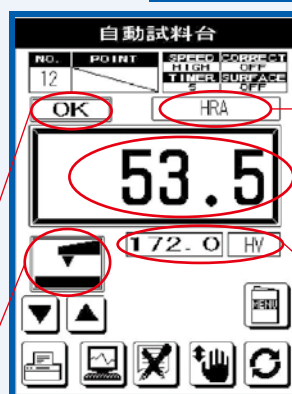 自動試料台
NO. POINT SPEED CORRECT
HIGH OFF
12 TIMER SURFACE
5 OFF
OK HRA
53.5
172.0 HV
MENU